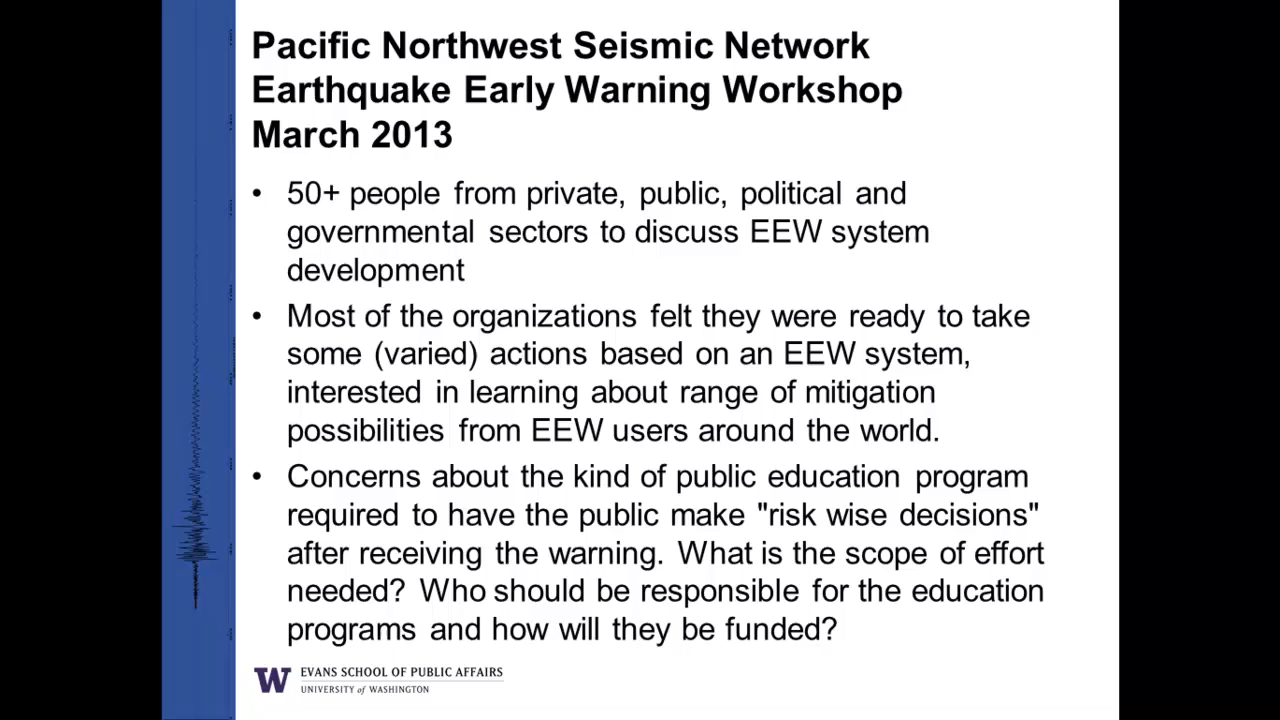 Pacific Northwest Seismic Network
Earthquake Early Warning Workshop
March 2013
• 50+ people from private, public, political and
governmental sectors to discuss EEW system
development
• Most of the organizations felt they were ready to take
some (varied) actions based on an EEW system,
interested in learning about range of mitigation
possibilities from EEW users around the world.
• Concerns about the kind of public education program
required to have the public make "risk wise decisions"
after receiving the warning. What is the scope of effort
needed? Who should be responsible for the education
programs and how will they be funded?
W EVANS SCHOOL OF PUBLIC AFFAIRS
UNIVERSITY of WASHINGTON